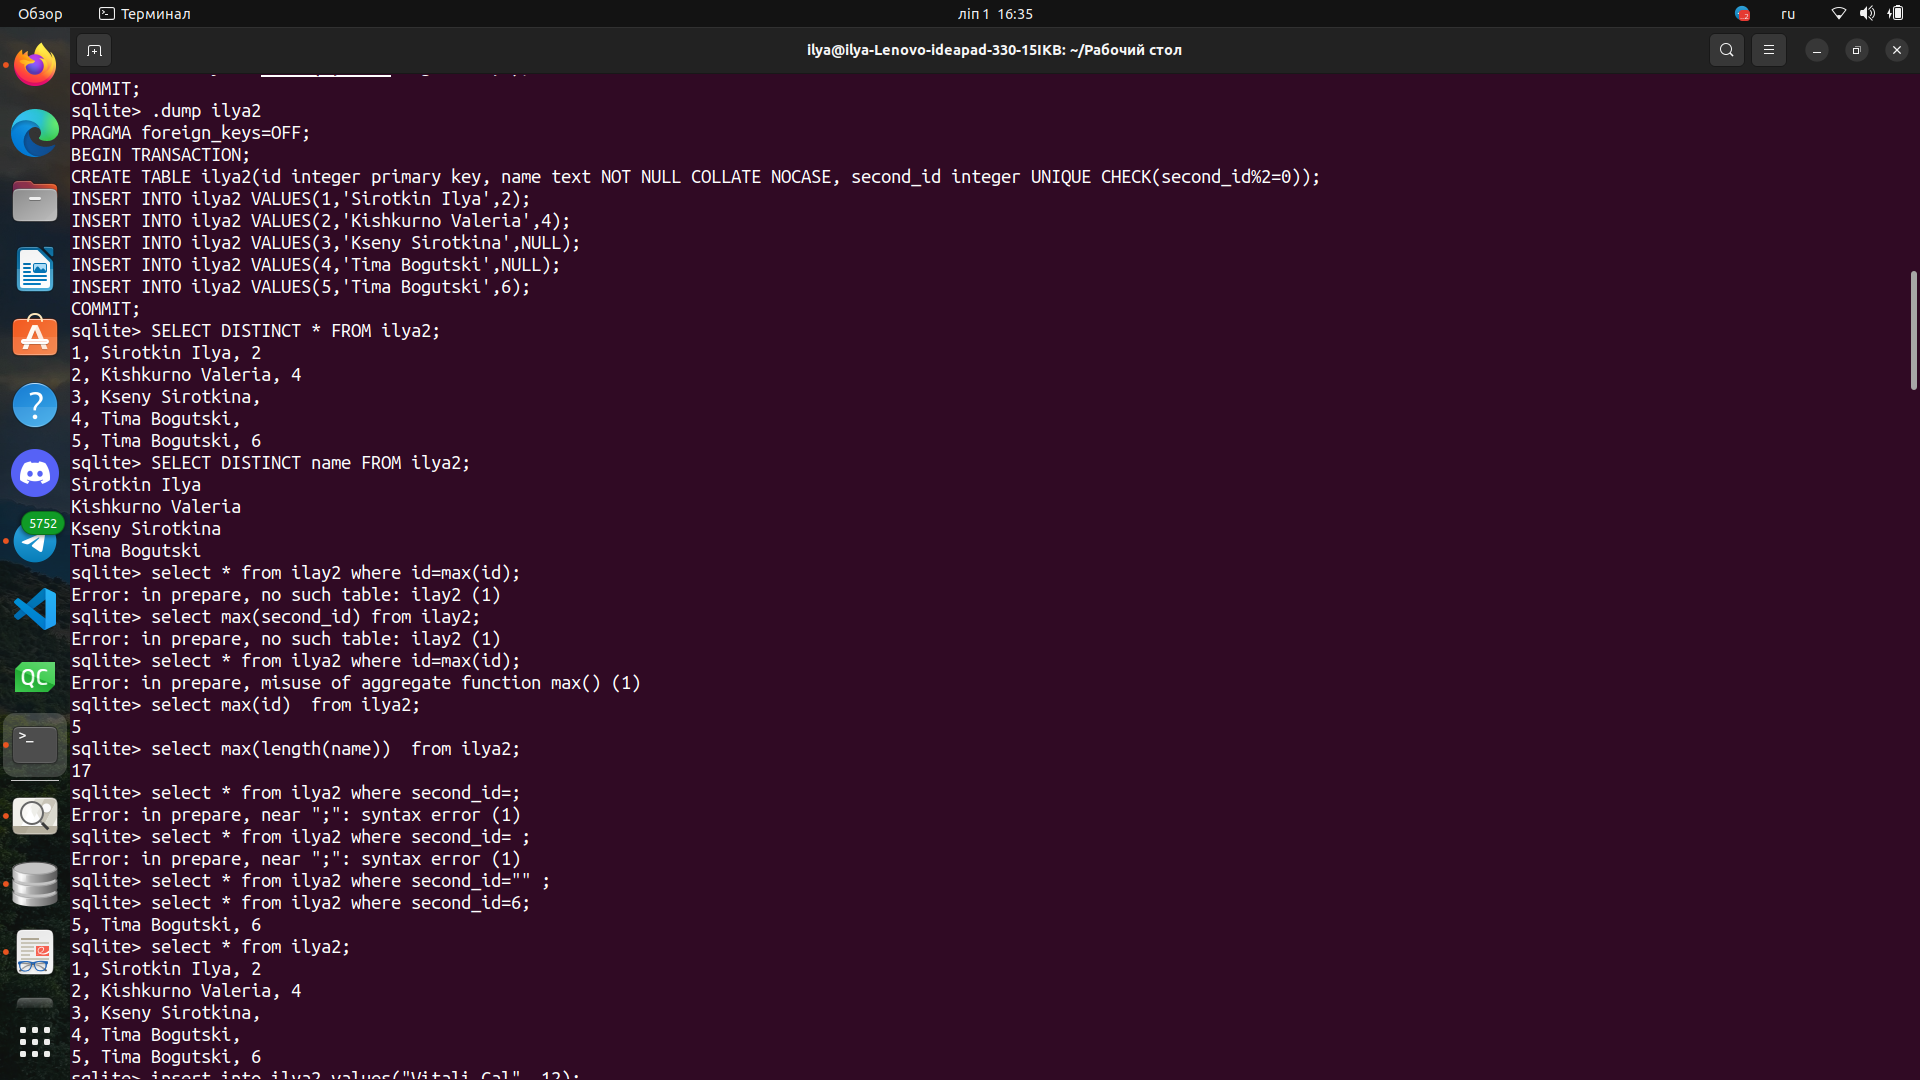 Обзор
Терминал
ліп 1 16:35
ru
ilya@ilya-Lenovo-ideapad-330-15IKB: ~/Рабочий стол
COMMIT;
sqlite> .dump ilya2
PRAGMA foreign_keys=OFF;
BEGIN TRANSACTION;
CREATE TABLE ilya2(id integer primary key, name text NOT NULL COLLATE NOCASE, second_id integer UNIQUE CHECK(second_id%2=0));
INSERT INTO ilya2 VALUES(1,'Sirotkin Ilya',2);
INSERT INTO ilya2 VALUES(2,'Kishkurno Valeria',4);
INSERT INTO ilya2 VALUES(3,'Kseny Sirotkina',NULL);
INSERT INTO ilya2 VALUES(4,'Tima Bogutski',NULL);
INSERT INTO ilya2 VALUES(5,'Tima Bogutski',6);
COMMIT;
sqlite> SELECT DISTINCT * FROM ilya2;
1, Sirotkin Ilya, 2
2, Kishkurno Valeria, 4
3, Kseny Sirotkina,
4, Tima Bogutski,
5, Tima Bogutski, 6
sqlite> SELECT DISTINCT name FROM ilya2;
Sirotkin Ilya
Kishkurno Valeria
Kseny Sirotkina
Tima Bogutski
sqlite> select * from ilay2 where id=max(id);
Error: in prepare, no such table: ilay2 (1)
sqlite> select max(second_id) from ilay2;
Error: in prepare, no such table: ilay2 (1)
sqlite> select * from ilya2 where id=max(id);
Error: in prepare, misuse of aggregate function max() (1)
sqlite> select max(id)  from ilya2;
5
sqlite> select max(length(name))  from ilya2;
17
sqlite> select * from ilya2 where second_id=;
Error: in prepare, near ";": syntax error (1)
sqlite> select * from ilya2 where second_id= ;
Error: in prepare, near ";": syntax error (1)
sqlite> select * from ilya2 where second_id="" ;
sqlite> select * from ilya2 where second_id=6;
5, Tima Bogutski, 6
sqlite> select * from ilya2;
1, Sirotkin Ilya, 2
2, Kishkurno Valeria, 4
3, Kseny Sirotkina,
4, Tima Bogutski,
5, Tima Bogutski, 6
sqlite> insert into ilya2 values("Vitali Cal", 12);
5752
QC